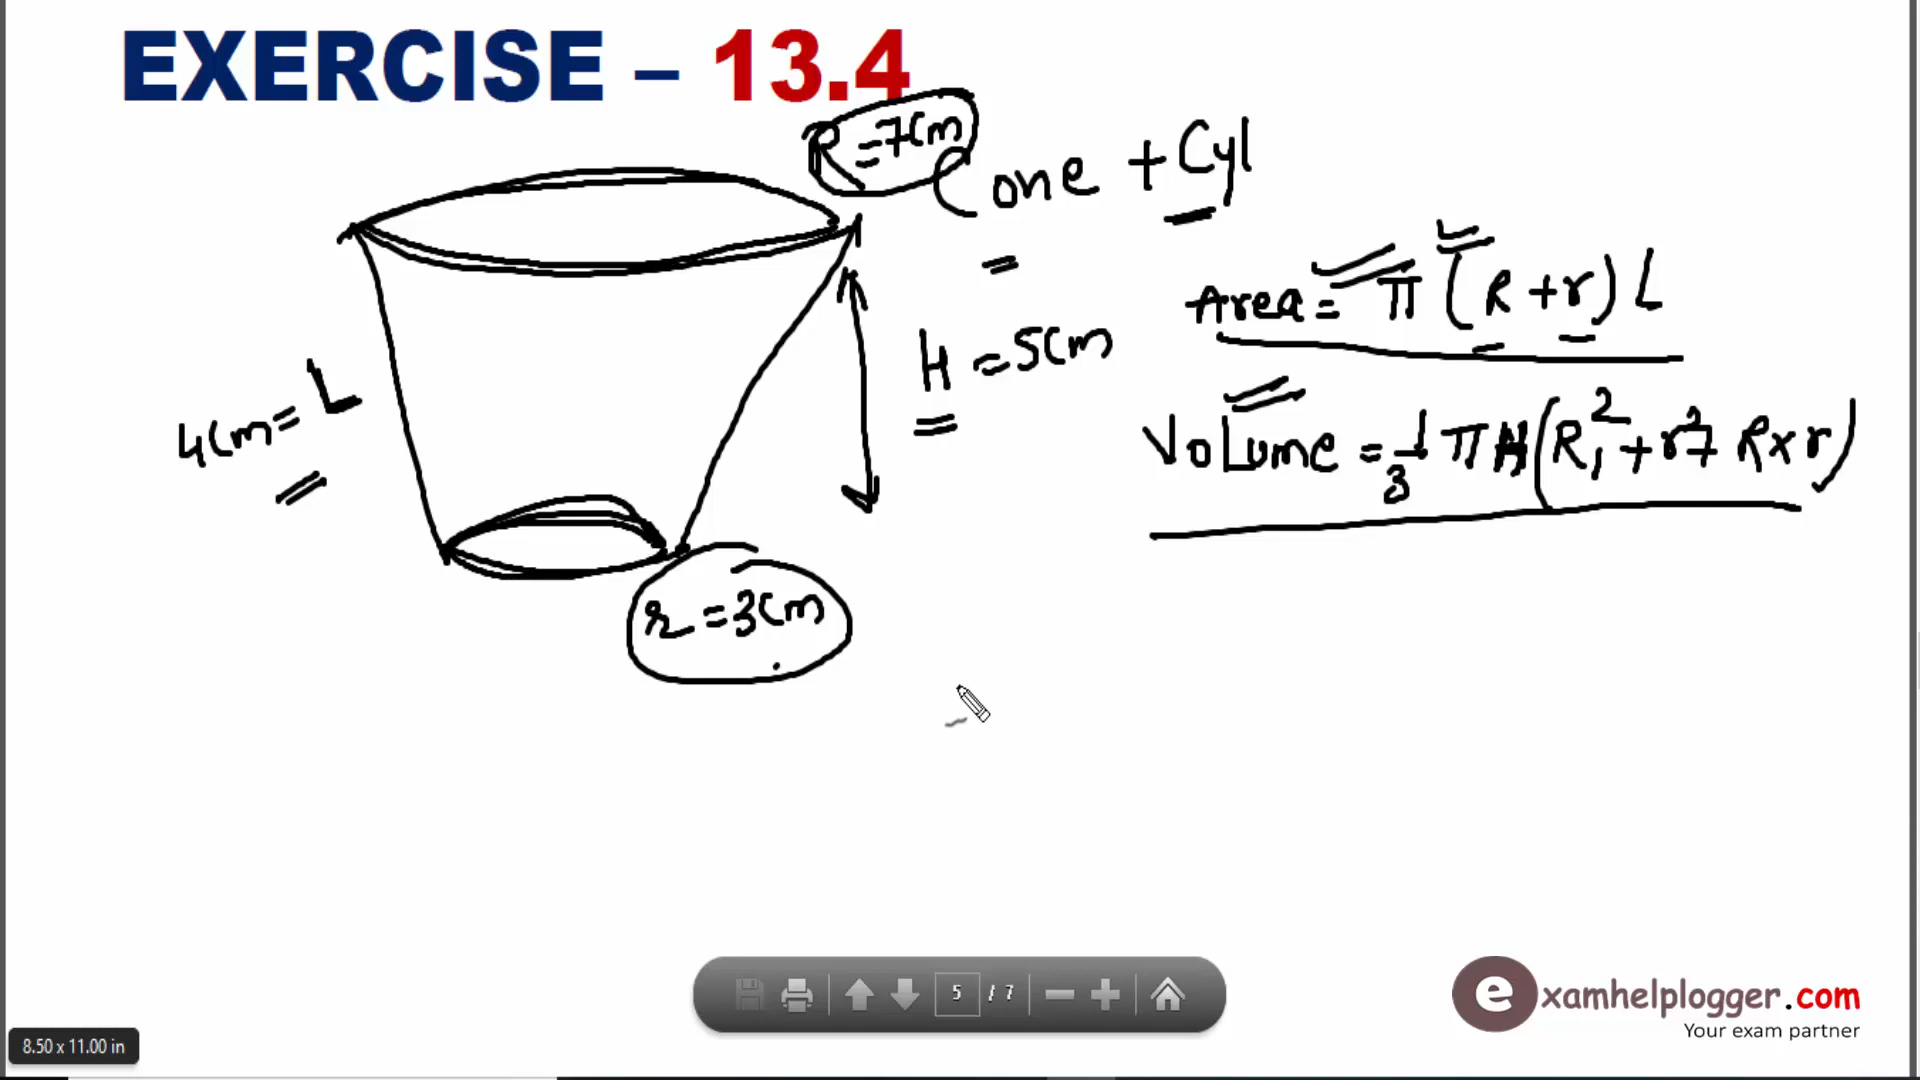 EXERCISE – 13.4
R = 7cm
Cone + Cyl
Area = π (R + r) L
H = 5cm
4cm = L
Volume = 1/3 π H (R² + r² + R × r)
r = 3cm
5 / 7
examhelplogger.com
Your exam partner
8.50 x 11.00 in